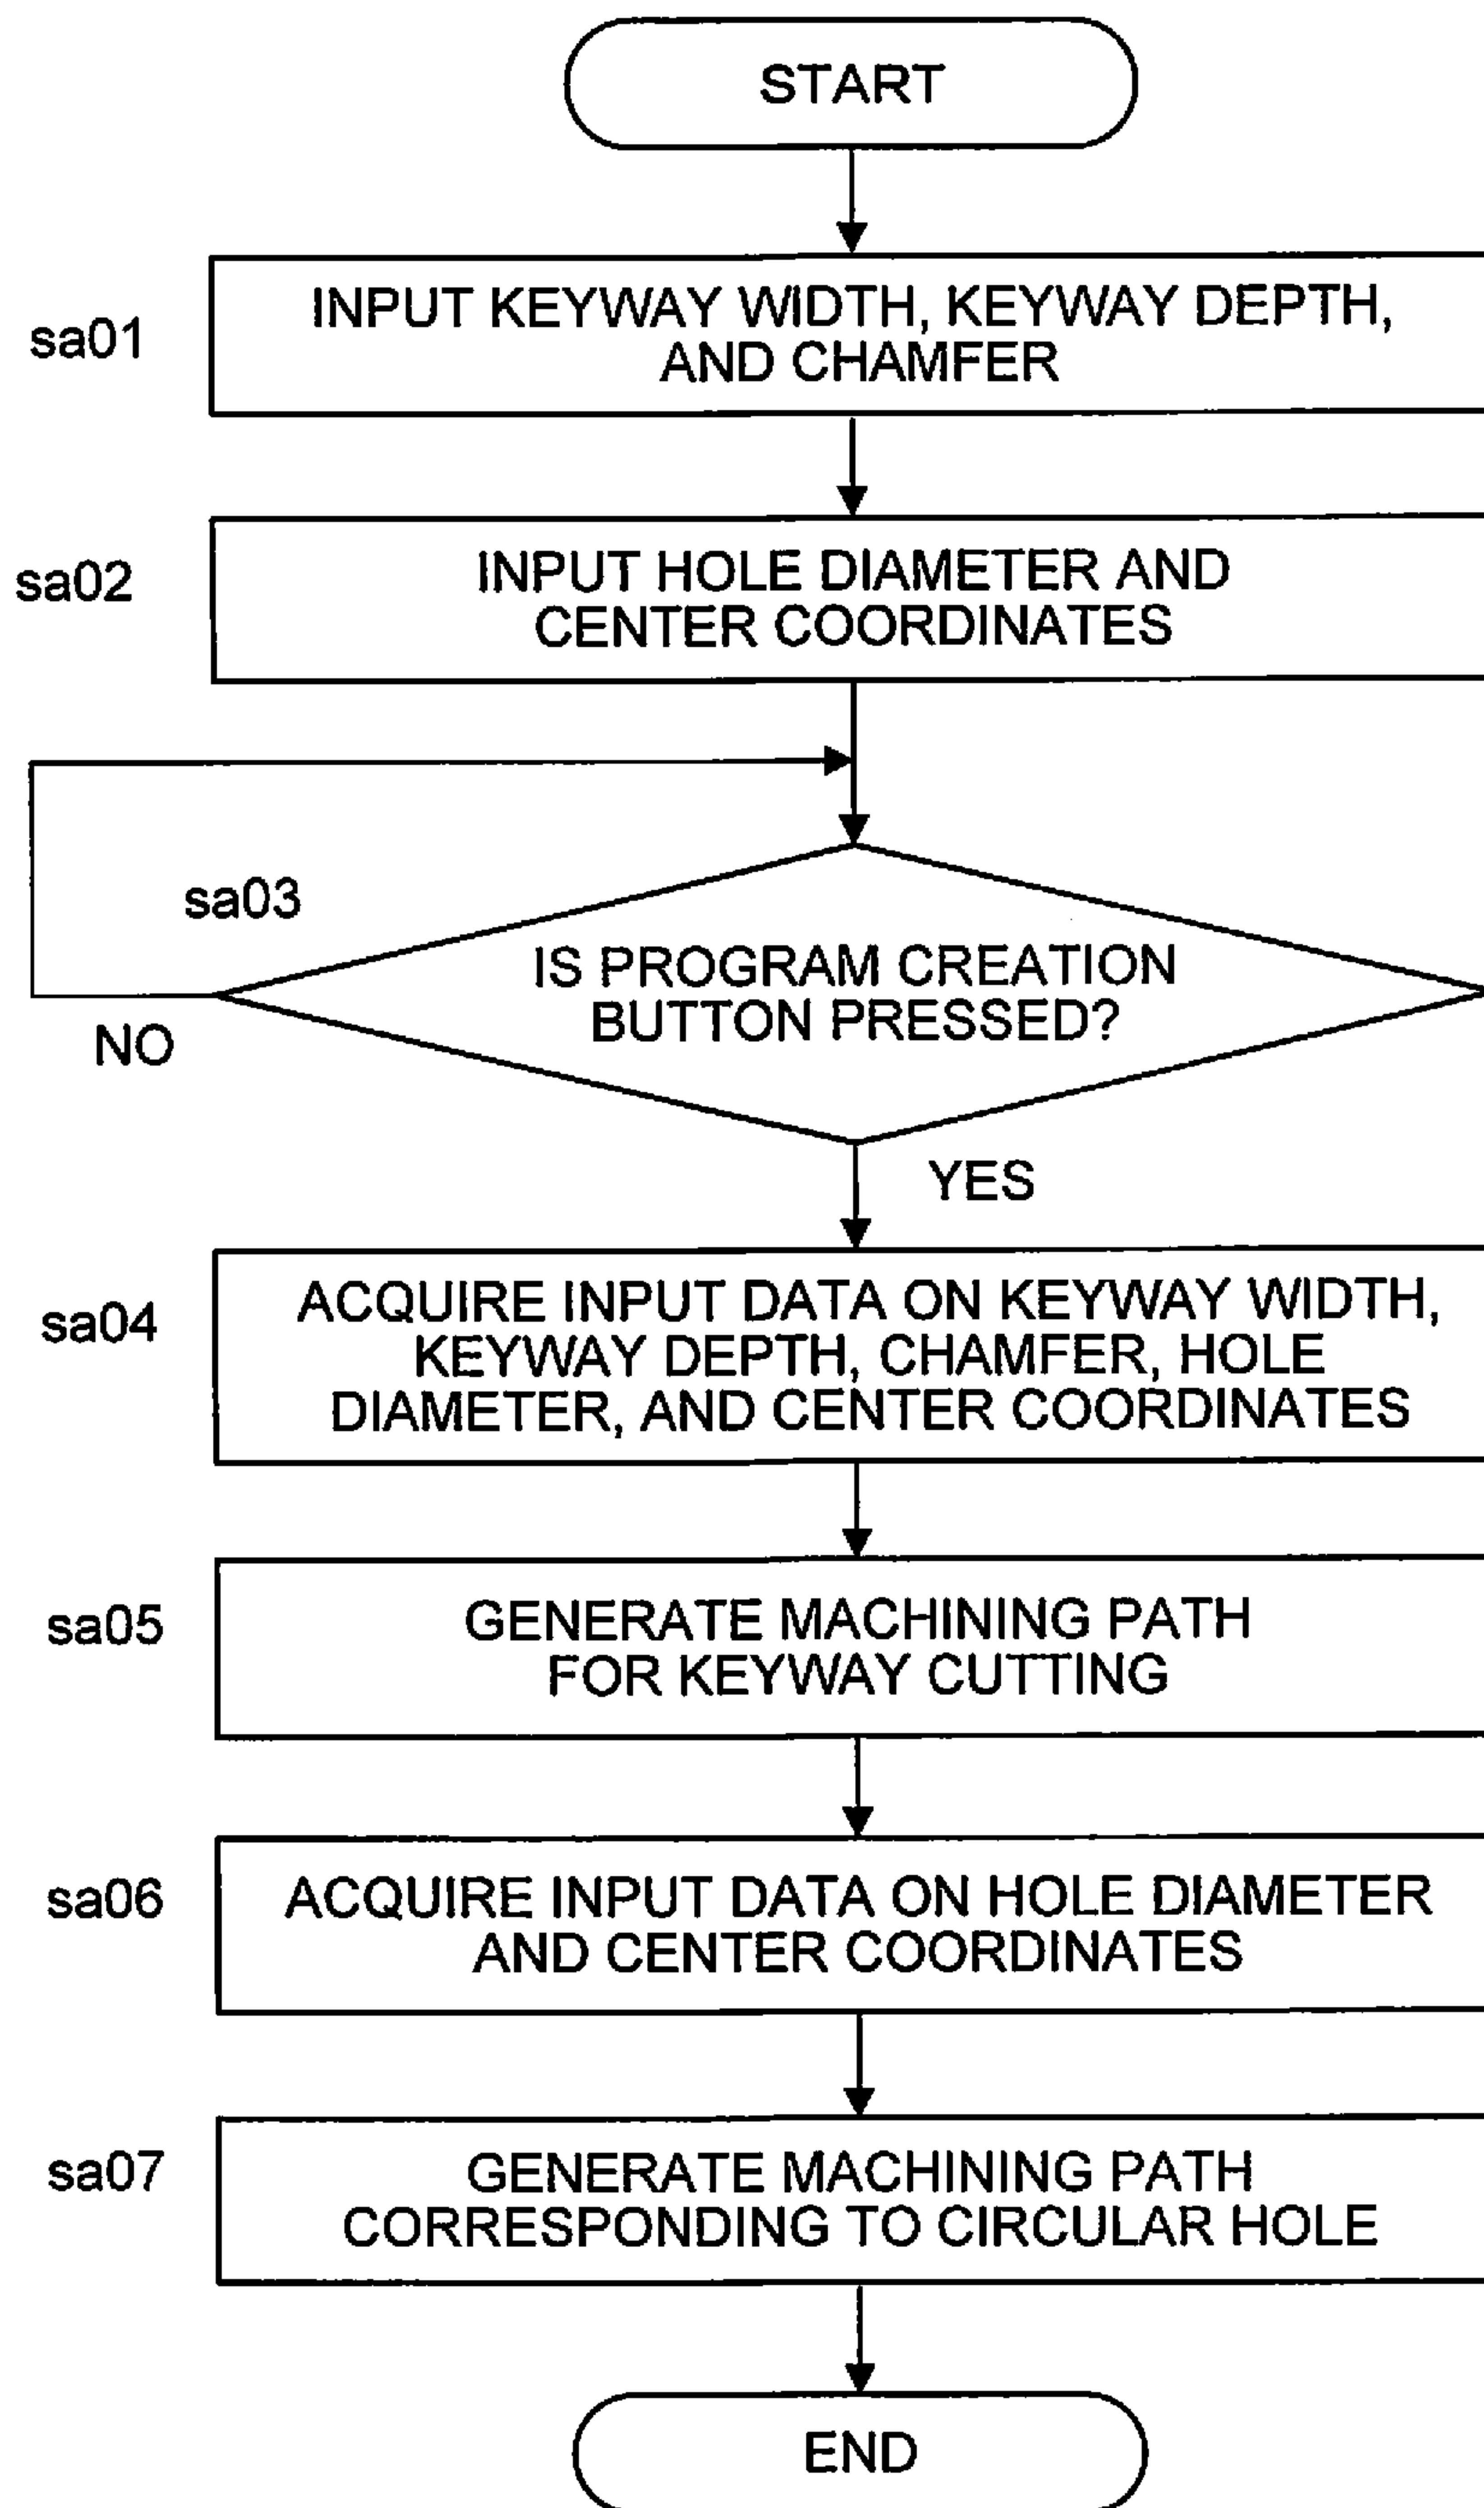 START
sa01
INPUT KEYWAY WIDTH, KEYWAY DEPTH,
AND CHAMFER
sa02
INPUT HOLE DIAMETER AND
CENTER COORDINATES
sa03
IS PROGRAM CREATION
BUTTON PRESSED?
NO
YES
sa04
ACQUIRE INPUT DATA ON KEYWAY WIDTH,
KEYWAY DEPTH, CHAMFER, HOLE
DIAMETER, AND CENTER COORDINATES
sa05
GENERATE MACHINING PATH
FOR KEYWAY CUTTING
sa06
ACQUIRE INPUT DATA ON HOLE DIAMETER
AND CENTER COORDINATES
sa07
GENERATE MACHINING PATH
CORRESPONDING TO CIRCULAR HOLE
END